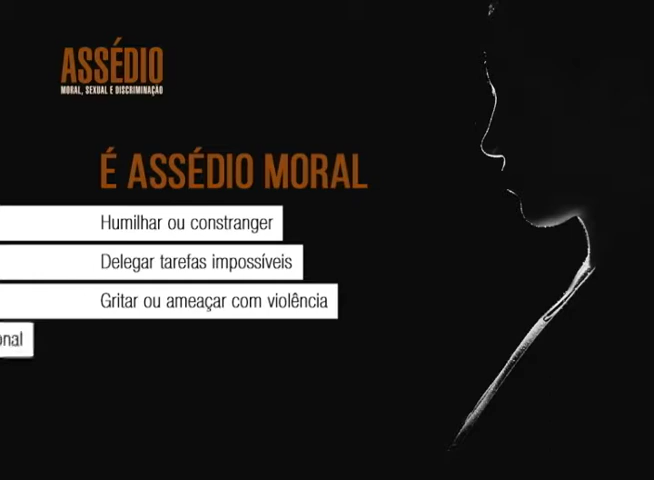 ASSÉDIO
MORAL, SEXUAL E DISCRIMINAÇÃO
É ASSÉDIO MORAL
Humilhar ou constranger
Delegar tarefas impossíveis
Gritar ou ameaçar com violência
onal